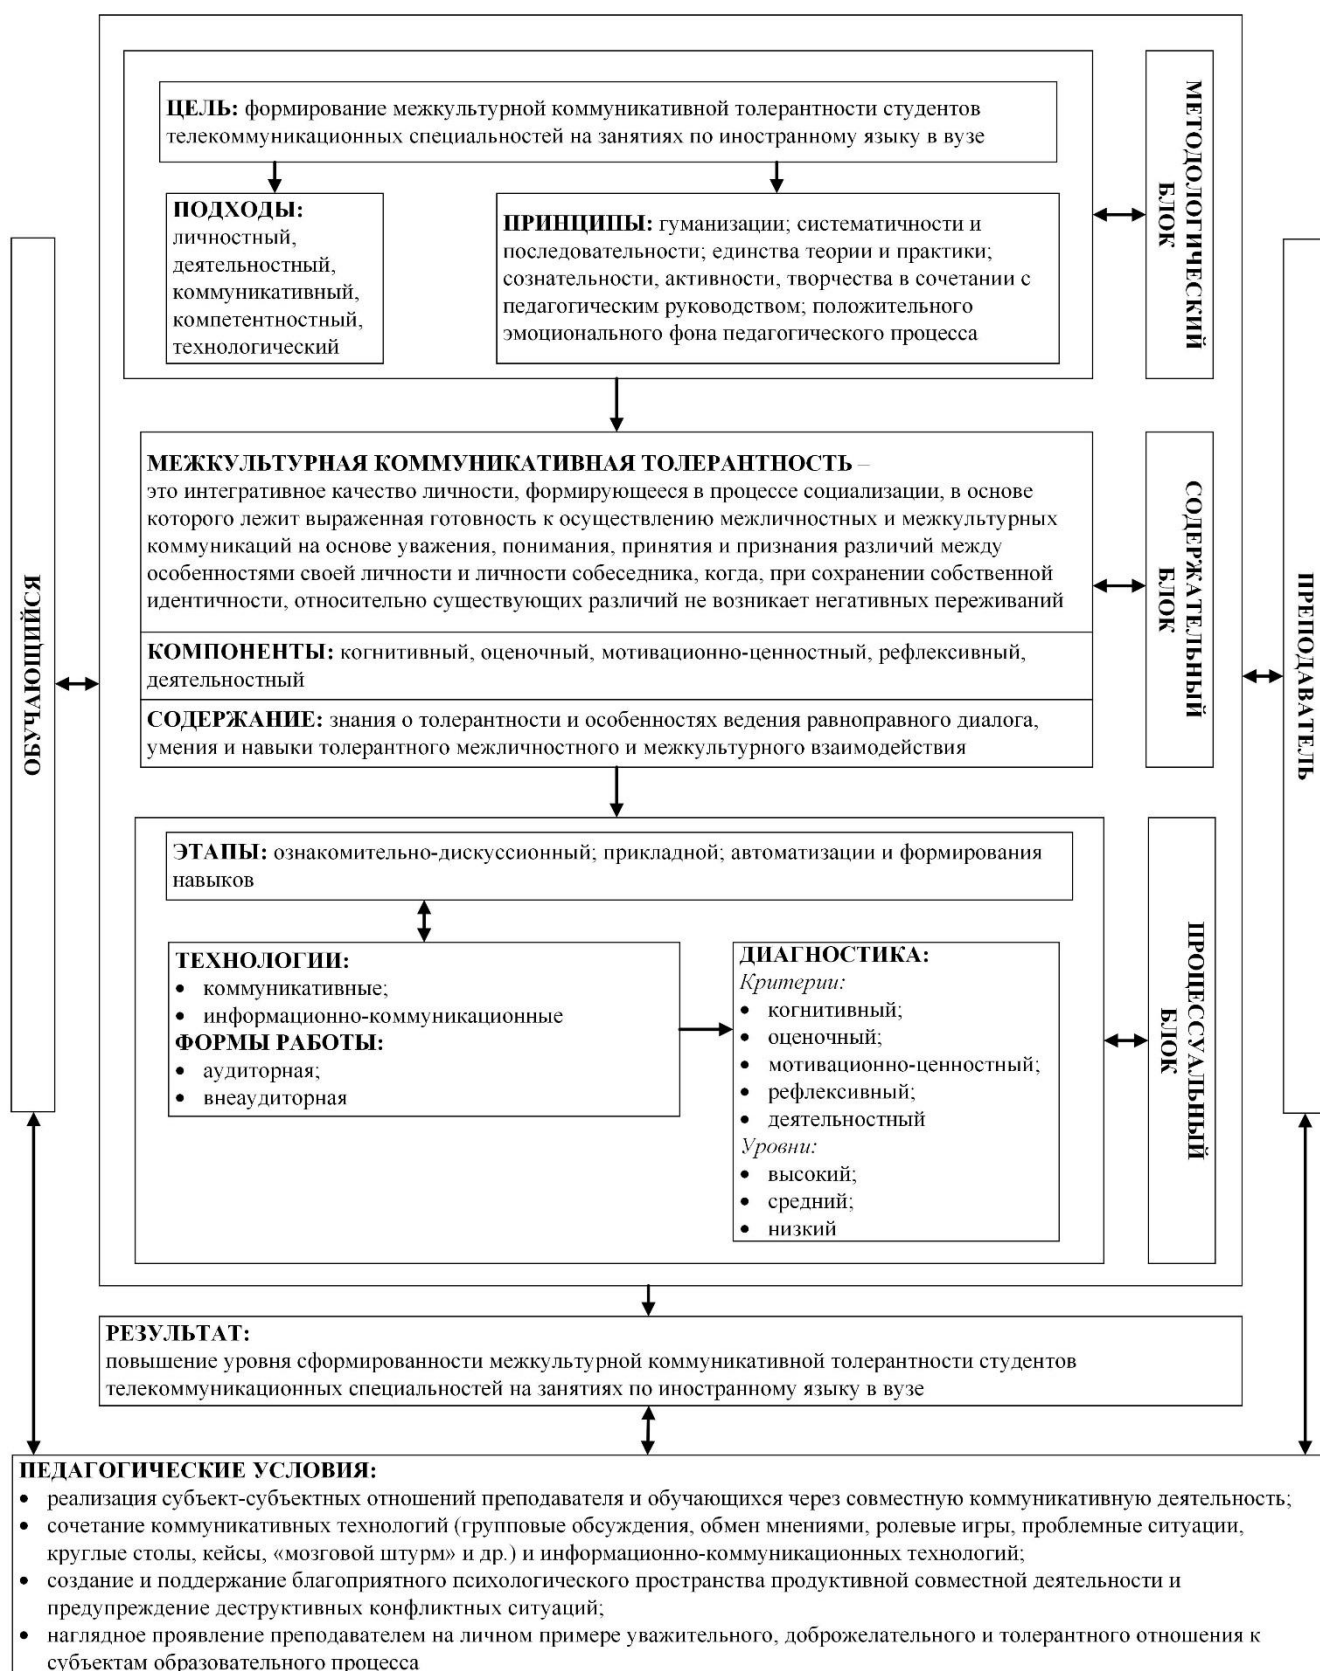 ЦЕЛЬ: формирование межкультурной коммуникативной толерантности студентов
телекоммуникационных специальностей на занятиях по иностранному языку в вузе
ПОДХОДЫ:
личностный,
деятельностный,
коммуникативный,
компетентностный,
технологический
ПРИНЦИПЫ: гуманизации; систематичности и
последовательности; единства теории и практики;
сознательности, активности, творчества в сочетании с
педагогическим руководством; положительного
эмоционального фона педагогического процесса
МЕТОДОЛОГИЧЕСКИЙ
БЛОК
МЕЖКУЛЬТУРНАЯ КОММУНИКАТИВНАЯ ТОЛЕРАНТНОСТЬ –
это интегративное качество личности, формирующееся в процессе социализации, в основе
которого лежит выраженная готовность к осуществлению межличностных и межкультурных
коммуникаций на основе уважения, понимания, принятия и признания различий между
особенностями своей личности и личности собеседника, когда, при сохранении собственной
идентичности, относительно существующих различий не возникает негативных переживаний
КОМПОНЕНТЫ: когнитивный, оценочный, мотивационно-ценностный, рефлексивный,
деятельностный
СОДЕРЖАНИЕ: знания о толерантности и особенностях ведения равноправного диалога,
умения и навыки толерантного межличностного и межкультурного взаимодействия
СОДЕРЖАТЕЛЬНЫЙ
БЛОК
ОБУЧАЮЩИЙСЯ
ПРЕПОДАВАТЕЛЬ
ЭТАПЫ: ознакомительно-дискуссионный; прикладной; автоматизации и формирования
навыков
ТЕХНОЛОГИИ:
• коммуникативные;
• информационно-коммуникационные
ФОРМЫ РАБОТЫ:
• аудиторная;
• внеаудиторная
ДИАГНОСТИКА:
Критерии:
• когнитивный;
• оценочный;
• мотивационно-ценностный;
• рефлексивный;
• деятельностный
Уровни:
• высокий;
• средний;
• низкий
ПРОЦЕССУАЛЬНЫЙ
БЛОК
РЕЗУЛЬТАТ:
повышение уровня сформированности межкультурной коммуникативной толерантности студентов
телекоммуникационных специальностей на занятиях по иностранному языку в вузе
ПЕДАГОГИЧЕСКИЕ УСЛОВИЯ:
• реализация субъект-субъектных отношений преподавателя и обучающихся через совместную коммуникативную деятельность;
• сочетание коммуникативных технологий (групповые обсуждения, обмен мнениями, ролевые игры, проблемные ситуации,
круглые столы, кейсы, «мозговой штурм» и др.) и информационно-коммуникационных технологий;
• создание и поддержание благоприятного психологического пространства продуктивной совместной деятельности и
предупреждение деструктивных конфликтных ситуаций;
• наглядное проявление преподавателем на личном примере уважительного, доброжелательного и толерантного отношения к
субъектам образовательного процесса